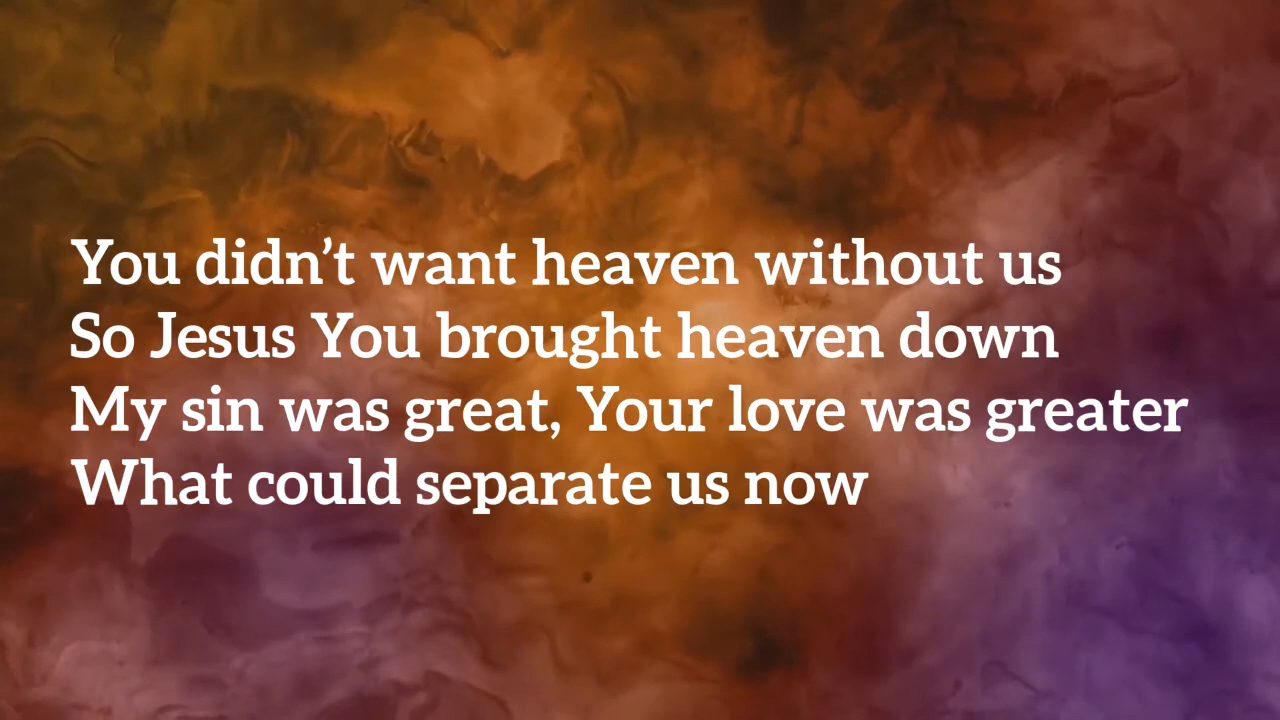 You didn’t want heaven without us
So Jesus You brought heaven down
My sin was great, Your love was greater
What could separate us now